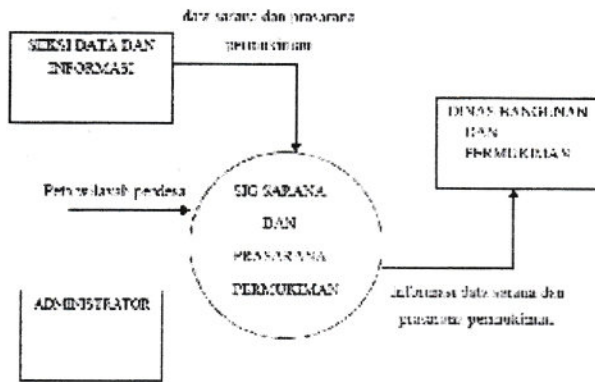 data sarana dan prasarana
permukiman
SEKSI DATA DAN
INFORMASI
DINAS BANGUNAN
DAN
PERMUKIMAN
Peta wilayah perdesa
SIG SARANA
DAN
PRASARANA
PERMUKIMAN
ADMINISTRATOR
Informasi data sarana dan
prasarana permukiman